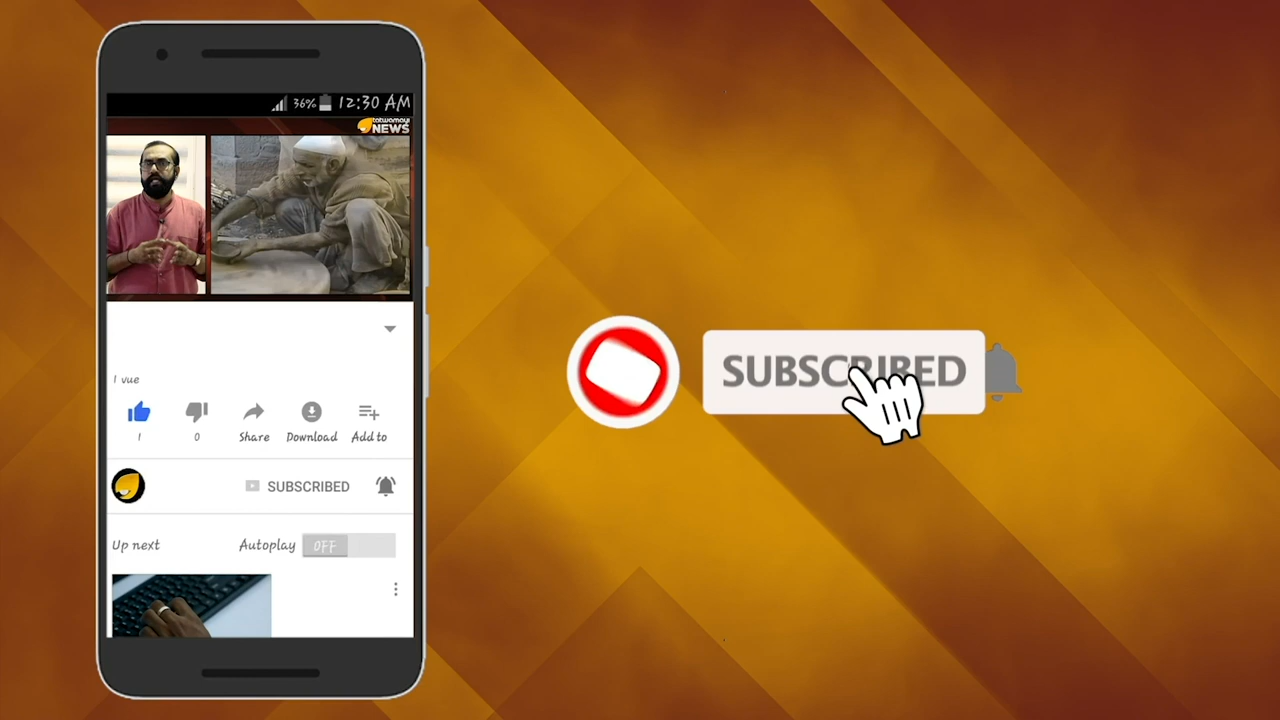 36% 12:30 AM
tatwamayi
NEWS
1 vue
1
0
Share
Download
Add to
SUBSCRIBED
Up next
Autoplay
OFF
SUBSCRIBED